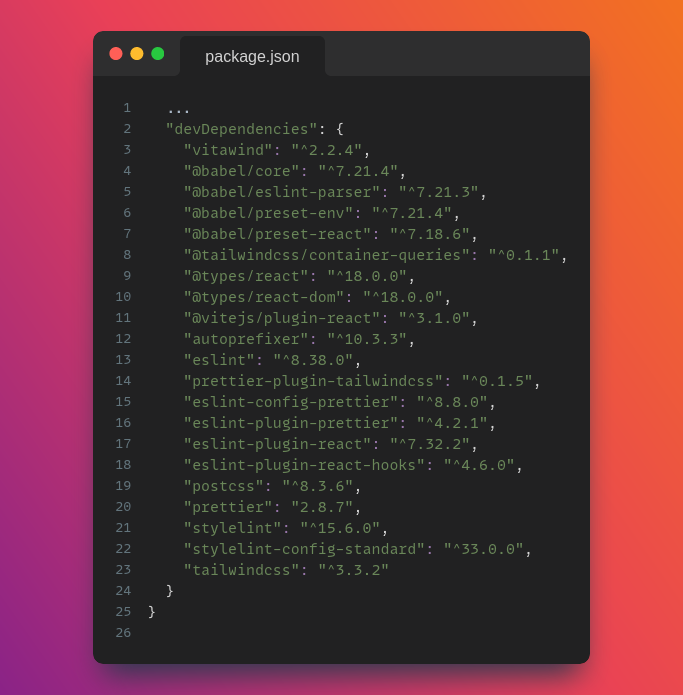 package.json
1 ...
2 "devDependencies": {
3 "vitawind": "^2.2.4",
4 "@babel/core": "^7.21.4",
5 "@babel/eslint-parser": "^7.21.3",
6 "@babel/preset-env": "^7.21.4",
7 "@babel/preset-react": "^7.18.6",
8 "@tailwindcss/container-queries": "^0.1.1",
9 "@types/react": "^18.0.0",
10 "@types/react-dom": "^18.0.0",
11 "@vitejs/plugin-react": "^3.1.0",
12 "autoprefixer": "^10.3.3",
13 "eslint": "^8.38.0",
14 "prettier-plugin-tailwindcss": "^0.1.5",
15 "eslint-config-prettier": "^8.8.0",
16 "eslint-plugin-prettier": "^4.2.1",
17 "eslint-plugin-react": "^7.32.2",
18 "eslint-plugin-react-hooks": "^4.6.0",
19 "postcss": "^8.3.6",
20 "prettier": "2.8.7",
21 "stylelint": "^15.6.0",
22 "stylelint-config-standard": "^33.0.0",
23 "tailwindcss": "^3.3.2"
24 }
25 }
26